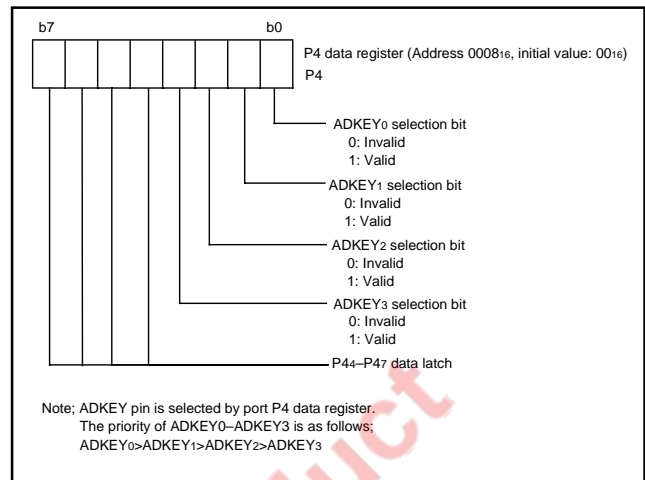 b7 b0
P4 data register (Address 000816, initial value: 0016)
P4
ADKEY0 selection bit
0: Invalid
1: Valid
ADKEY1 selection bit
0: Invalid
1: Valid
ADKEY2 selection bit
0: Invalid
1: Valid
ADKEY3 selection bit
0: Invalid
1: Valid
P44–P47 data latch
Note; ADKEY pin is selected by port P4 data register.
The priority of ADKEY0–ADKEY3 is as follows;
ADKEY0>ADKEY1>ADKEY2>ADKEY3
uct